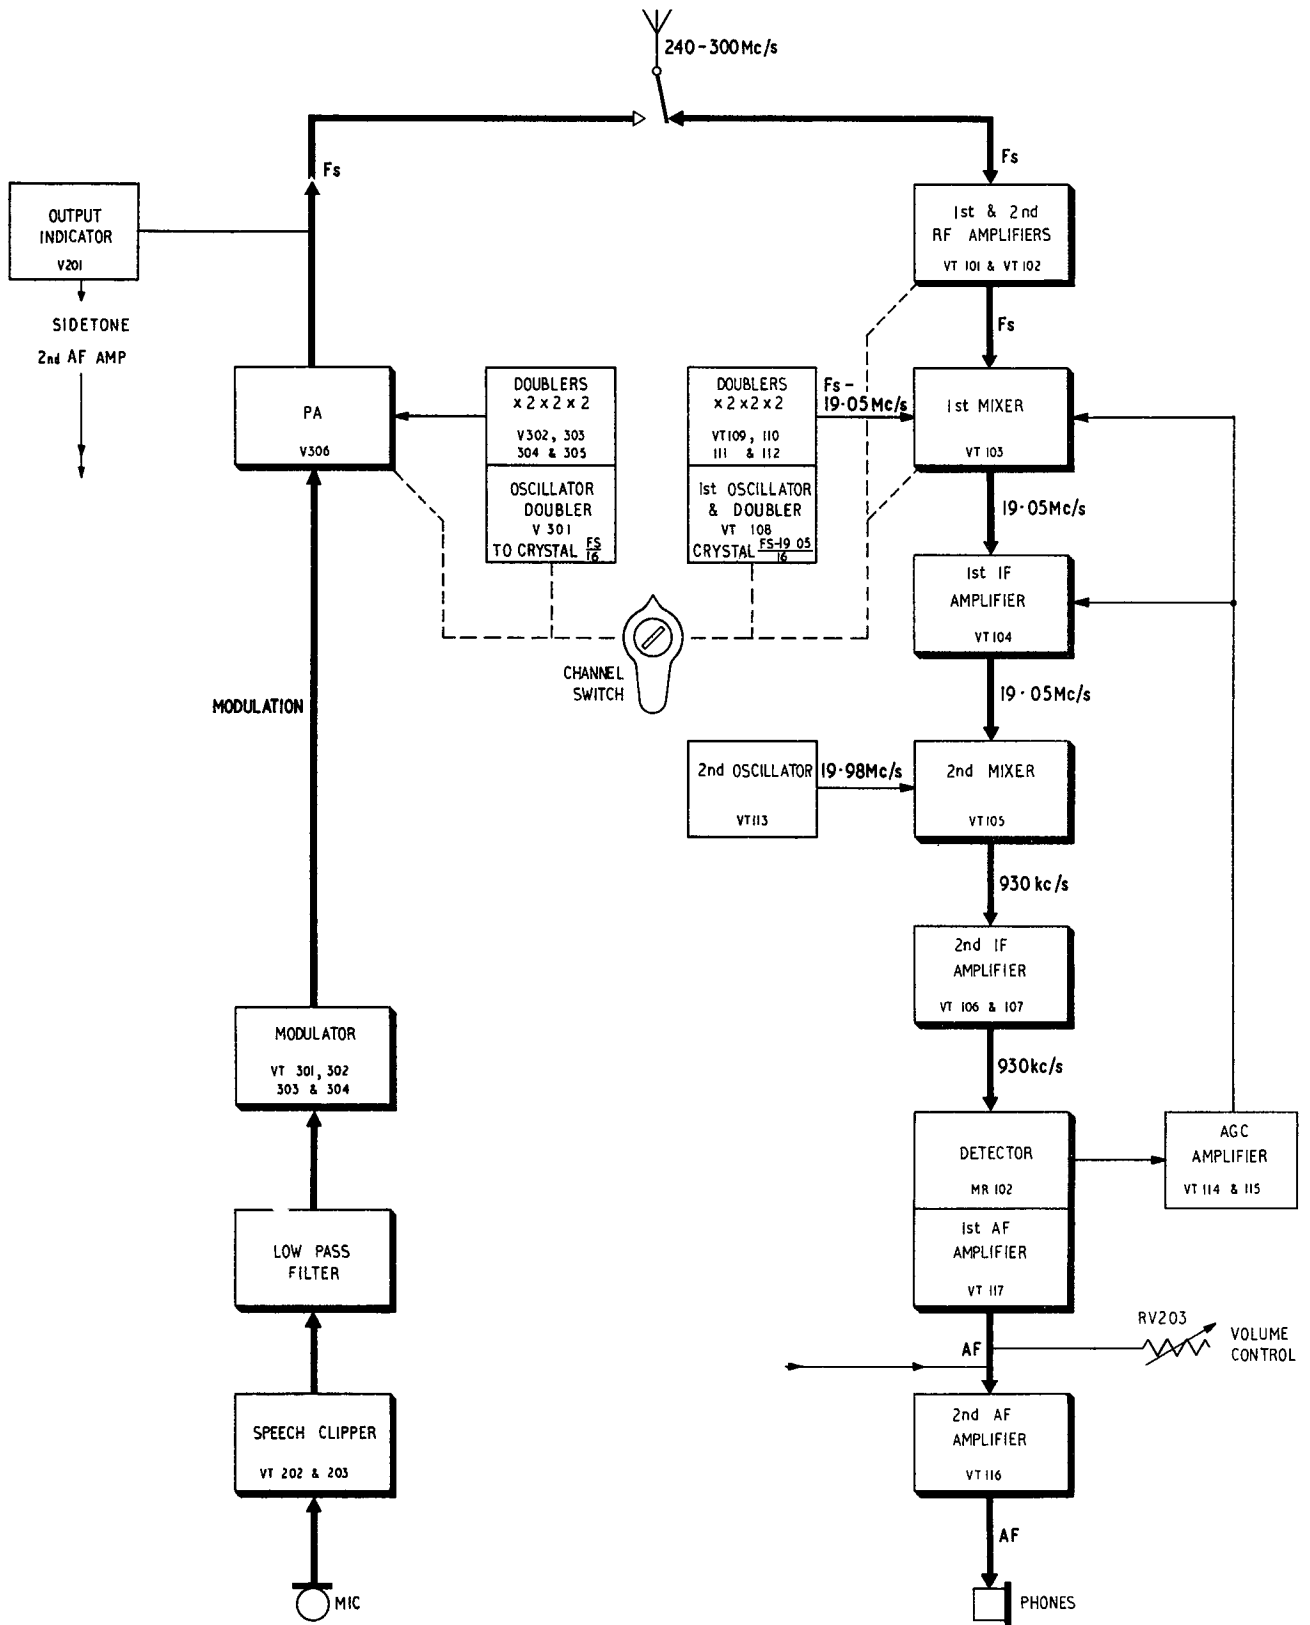 240-300Mc/s
Fs
Fs
OUTPUT
INDICATOR
V201
SIDETONE
2nd AF AMP
1st & 2nd
RF AMPLIFIERS
VT 101 & VT 102
Fs
PA
V306
DOUBLERS
x 2 x 2 x 2
V302, 303
304 & 305
OSCILLATOR
DOUBLER
V 301
TO CRYSTAL FS/16
DOUBLERS
x 2 x 2 x 2
VT109, 110
111 & 112
1st OSCILLATOR
& DOUBLER
VT 108
CRYSTAL FS-19 05/16
Fs -
19·05Mc/s
1st MIXER
VT 103
19·05Mc/s
1st IF
AMPLIFIER
VT104
CHANNEL
SWITCH
19·05Mc/s
MODULATION
2nd OSCILLATOR
VT113
19·98Mc/s
2nd MIXER
VT105
930 kc/s
2nd IF
AMPLIFIER
VT 106 & 107
MODULATOR
VT 301, 302
303 & 304
930kc/s
DETECTOR
MR 102
AGC
AMPLIFIER
VT 114 & 115
1st AF
AMPLIFIER
VT 117
LOW PASS
FILTER
RV203
VOLUME
CONTROL
AF
SPEECH CLIPPER
VT 202 & 203
2nd AF
AMPLIFIER
VT116
AF
MIC
PHONES